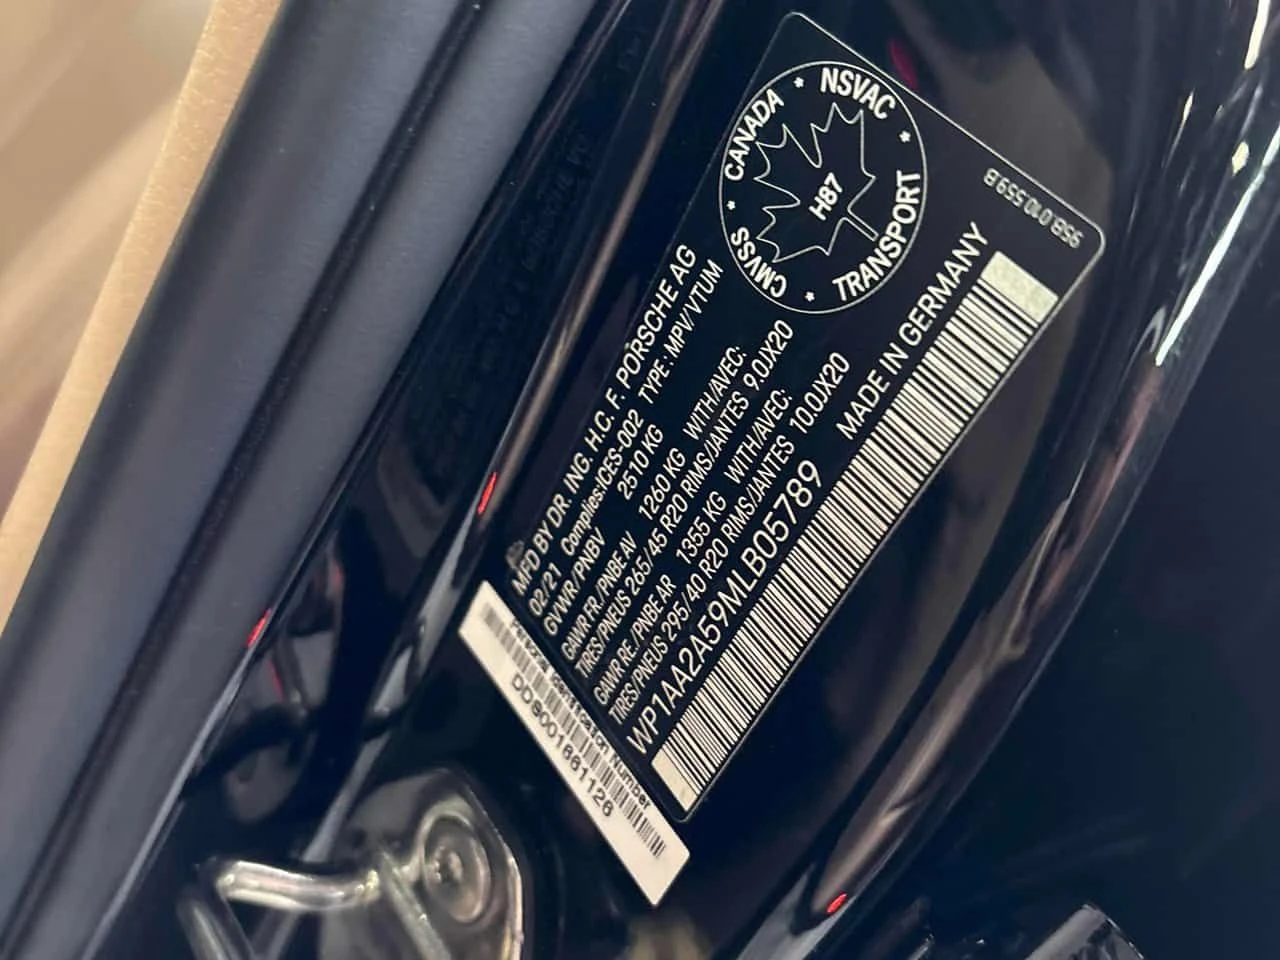 CANADA * NSVAC * TRANSPORT * CMVSS *
H87
95B.010.559.B
MFD BY DR. ING. H.C. F. PORSCHE AG
02/21 Complies:ICES-002 TYPE : MPV/VTUM
GVWR/PNBV 2510 KG
GAWR FR./PNBE AV 1260 KG WITH/AVEC:
TIRES/PNEUS 265/45 R20 RIMS/JANTES 9.0JX20
GAWR RE./PNBE AR 1355 KG WITH/AVEC:
TIRES/PNEUS 295/40 R20 RIMS/JANTES 10.0JX20
WP1AA2A59MLB05789 MADE IN GERMANY
Identification Number
DDS001661126